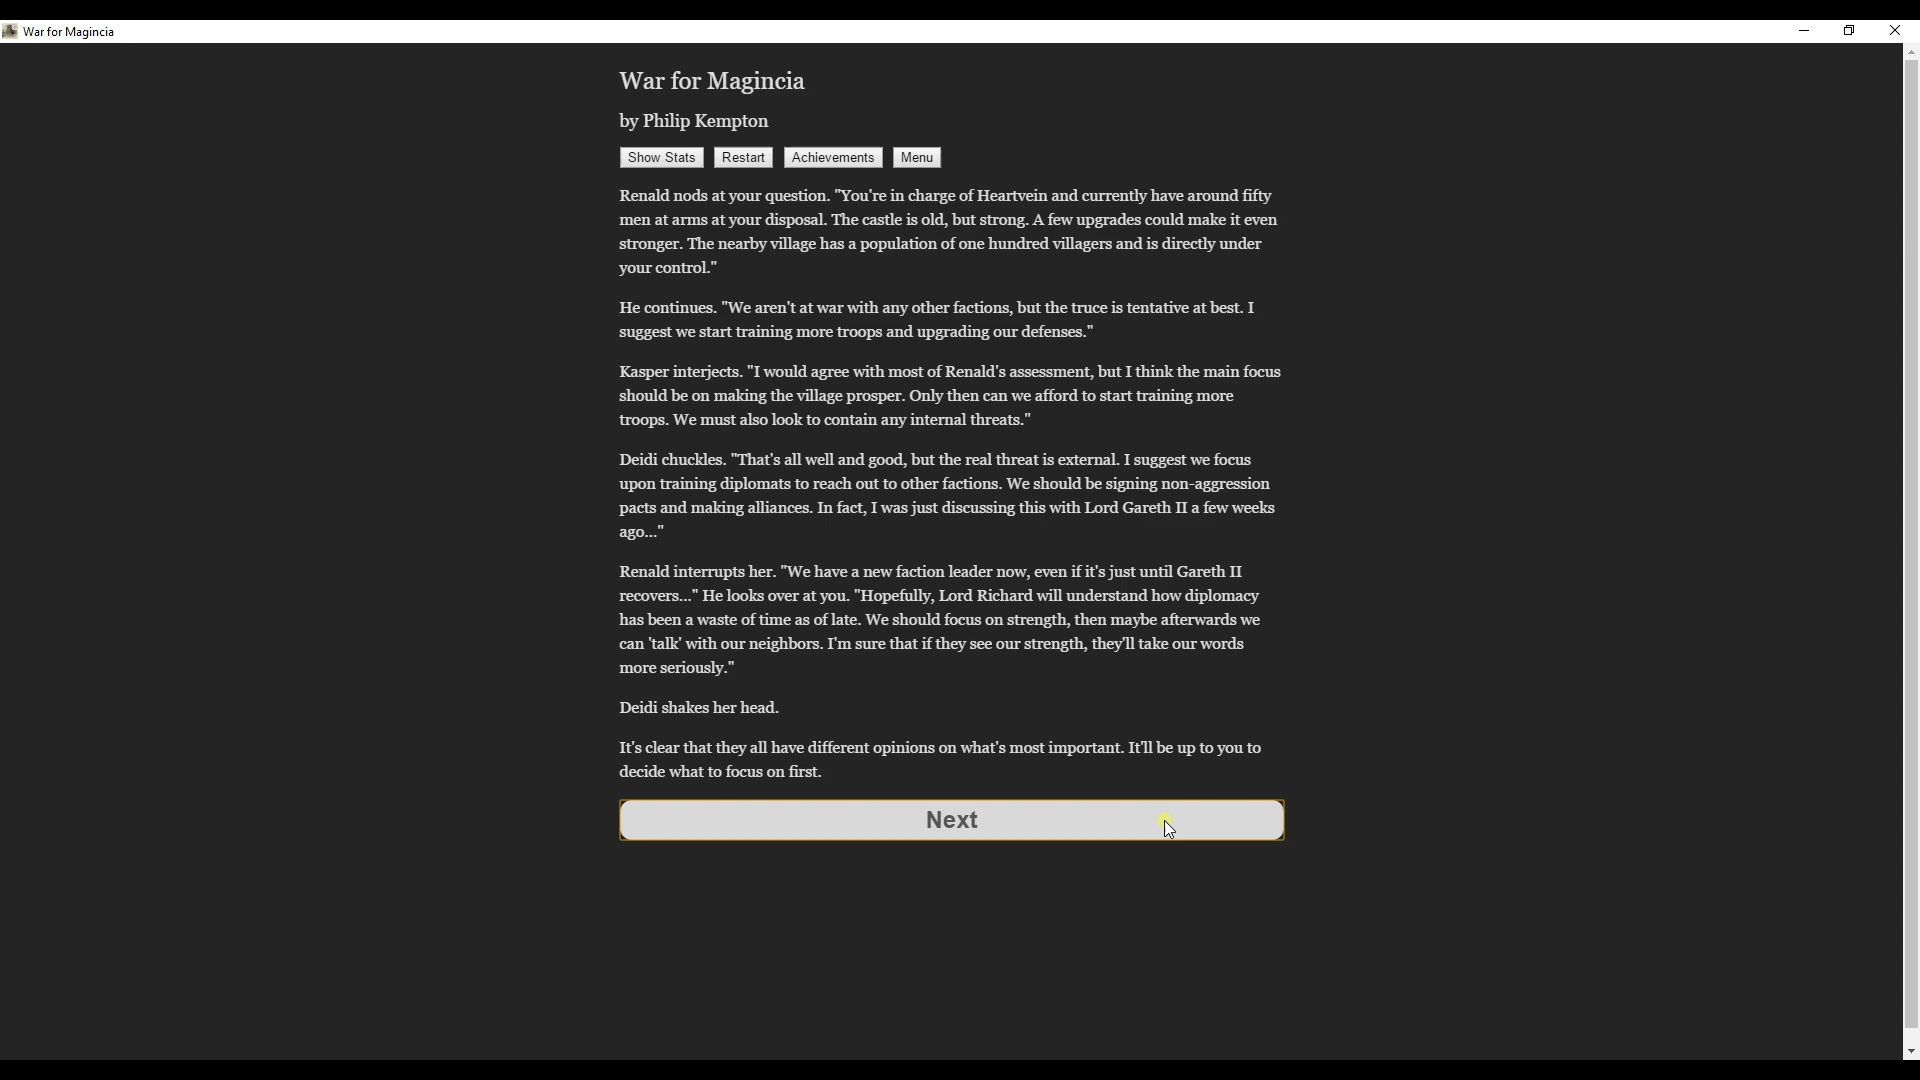 War for Magincia
War for Magincia
by Philip Kempton
Show Stats Restart Achievements Menu
Renald nods at your question. "You're in charge of Heartvein and currently have around fifty
men at arms at your disposal. The castle is old, but strong. A few upgrades could make it even
stronger. The nearby village has a population of one hundred villagers and is directly under
your control."
He continues. "We aren't at war with any other factions, but the truce is tentative at best. I
suggest we start training more troops and upgrading our defenses."
Kasper interjects. "I would agree with most of Renald's assessment, but I think the main focus
should be on making the village prosper. Only then can we afford to start training more
troops. We must also look to contain any internal threats."
Deidi chuckles. "That's all well and good, but the real threat is external. I suggest we focus
upon training diplomats to reach out to other factions. We should be signing non-aggression
pacts and making alliances. In fact, I was just discussing this with Lord Gareth II a few weeks
ago..."
Renald interrupts her. "We have a new faction leader now, even if it's just until Gareth II
recovers..." He looks over at you. "Hopefully, Lord Richard will understand how diplomacy
has been a waste of time as of late. We should focus on strength, then maybe afterwards we
can 'talk' with our neighbors. I'm sure that if they see our strength, they'll take our words
more seriously."
Deidi shakes her head.
It's clear that they all have different opinions on what's most important. It'll be up to you to
decide what to focus on first.
Next